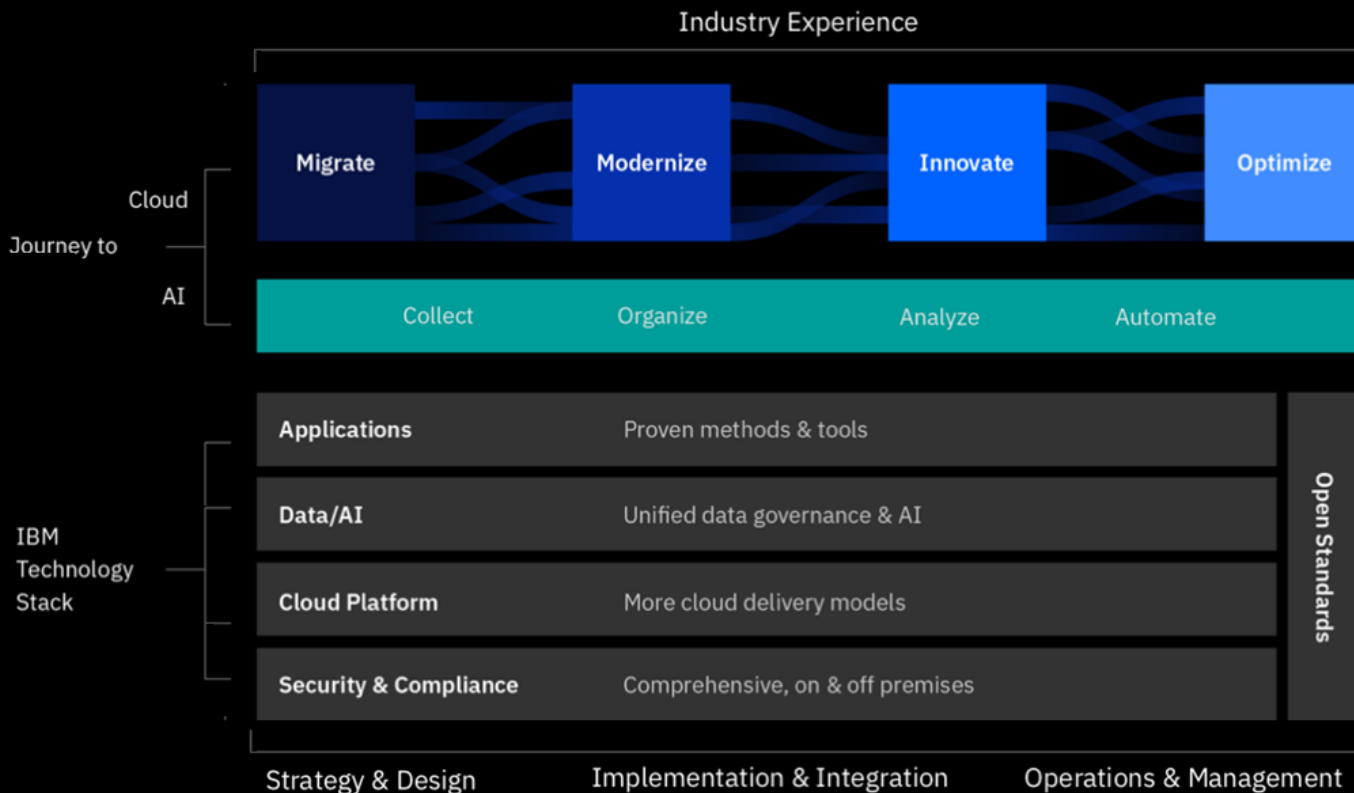 Industry Experience
Migrate
Modernize
Innovate
Optimize
Cloud
Journey to
AI
Collect
Organize
Analyze
Automate
Applications
Proven methods & tools
Data/AI
Unified data governance & AI
IBM
Technology
Stack
Cloud Platform
More cloud delivery models
Security & Compliance
Comprehensive, on & off premises
Open Standards
Strategy & Design
Implementation & Integration
Operations & Management